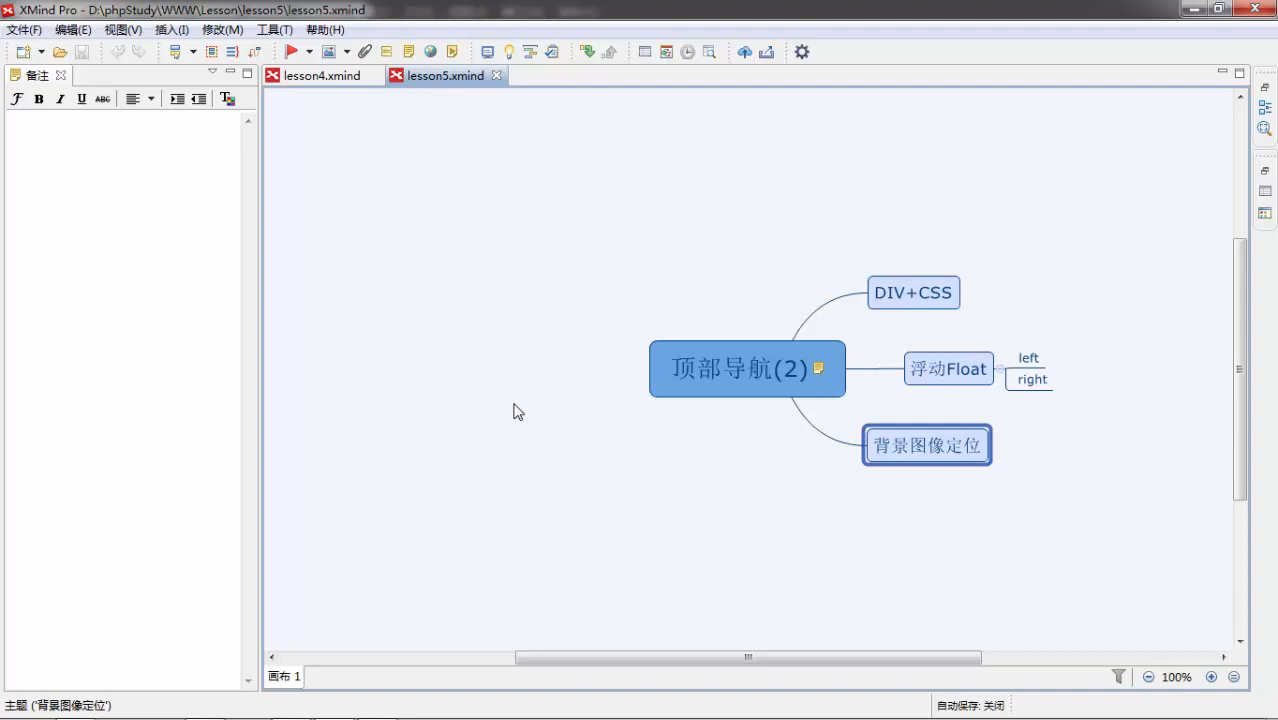 XMind Pro - D:\phpStudy\WWW\Lesson\lesson5\lesson5.xmind
文件(F) 编辑(E) 视图(V) 插入(I) 修改(M) 工具(T) 帮助(H)
备注
lesson4.xmind
lesson5.xmind
B I U ABC
DIV+CSS
顶部导航(2)
浮动Float
left
right
背景图像定位
画布 1
100%
主题 ('背景图像定位')
自动保存: 关闭